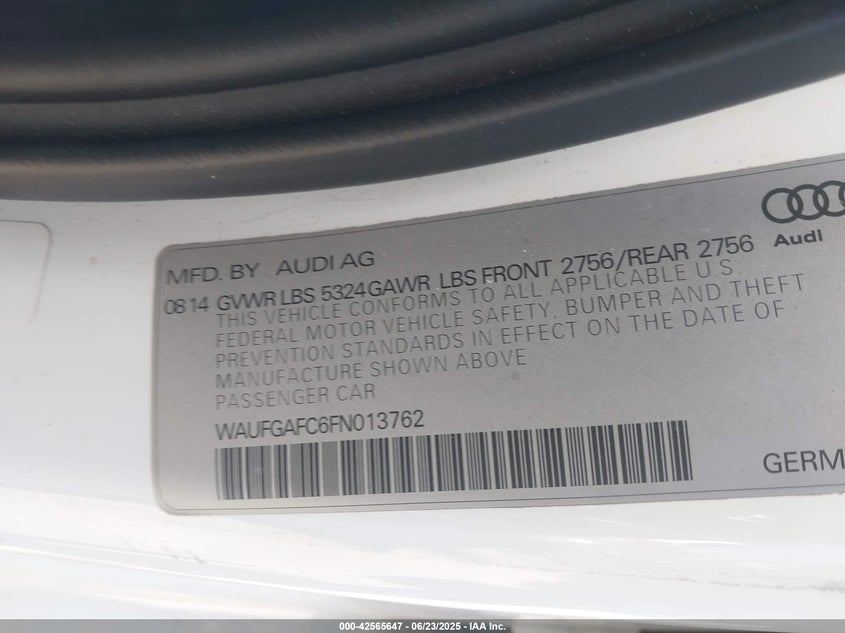 Audi
MFD. BY AUDI AG
08 14 GVWR LBS 5324 GAWR LBS FRONT 2756/REAR 2756
THIS VEHICLE CONFORMS TO ALL APPLICABLE U.S.
FEDERAL MOTOR VEHICLE SAFETY, BUMPER AND THEFT
PREVENTION STANDARDS IN EFFECT ON THE DATE OF
MANUFACTURE SHOWN ABOVE
PASSENGER CAR
WAUFGAFC6FN013762
GERM
000-42565647 - 06/23/2025 - IAA Inc.